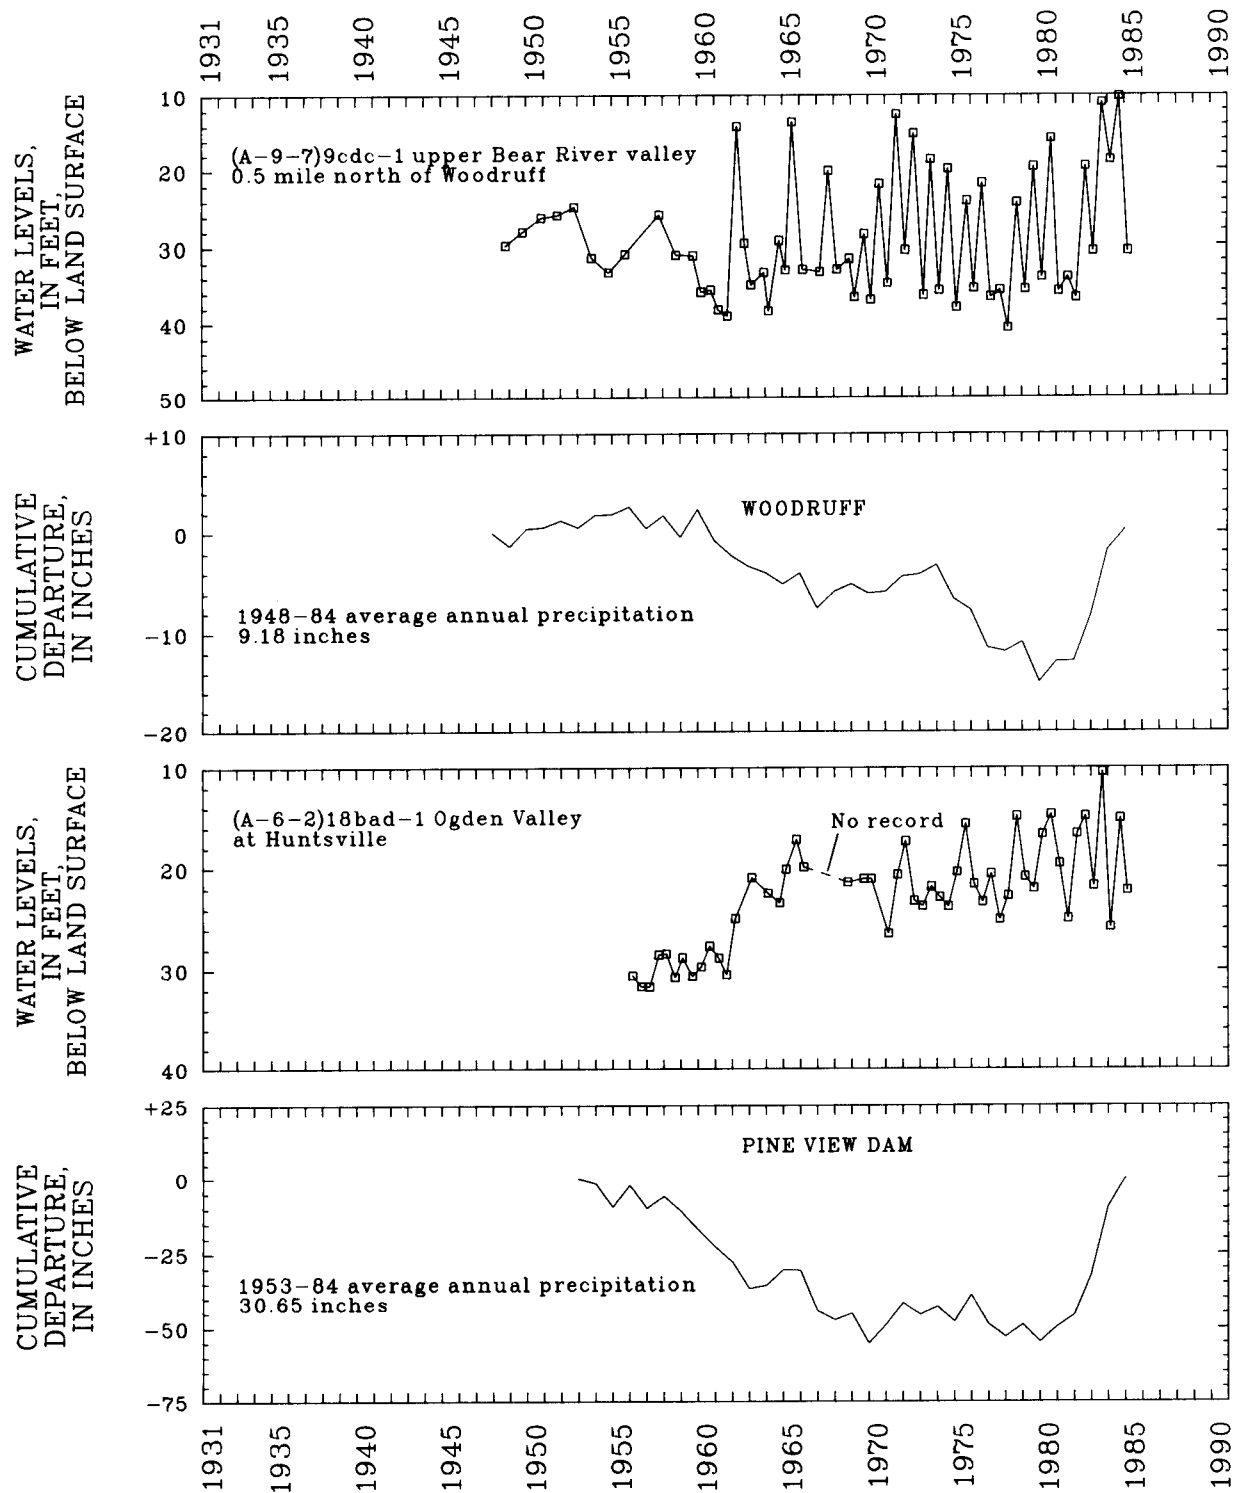 1931
1935
1940
1945
1950
1955
1960
1965
1970
1975
1980
1985
1990
WATER LEVELS,
IN FEET,
BELOW LAND SURFACE
10
20
30
40
50
(A-9-7)9cdc-1 upper Bear River valley
0.5 mile north of Woodruff
CUMULATIVE
DEPARTURE,
IN INCHES
+10
0
-10
-20
WOODRUFF
1948-84 average annual precipitation
9.18 inches
WATER LEVELS,
IN FEET,
BELOW LAND SURFACE
10
20
30
40
(A-6-2)18bad-1 Ogden Valley
at Huntsville
No record
CUMULATIVE
DEPARTURE,
IN INCHES
+25
0
-25
-50
-75
PINE VIEW DAM
1953-84 average annual precipitation
30.65 inches
1931
1935
1940
1945
1950
1955
1960
1965
1970
1975
1980
1985
1990